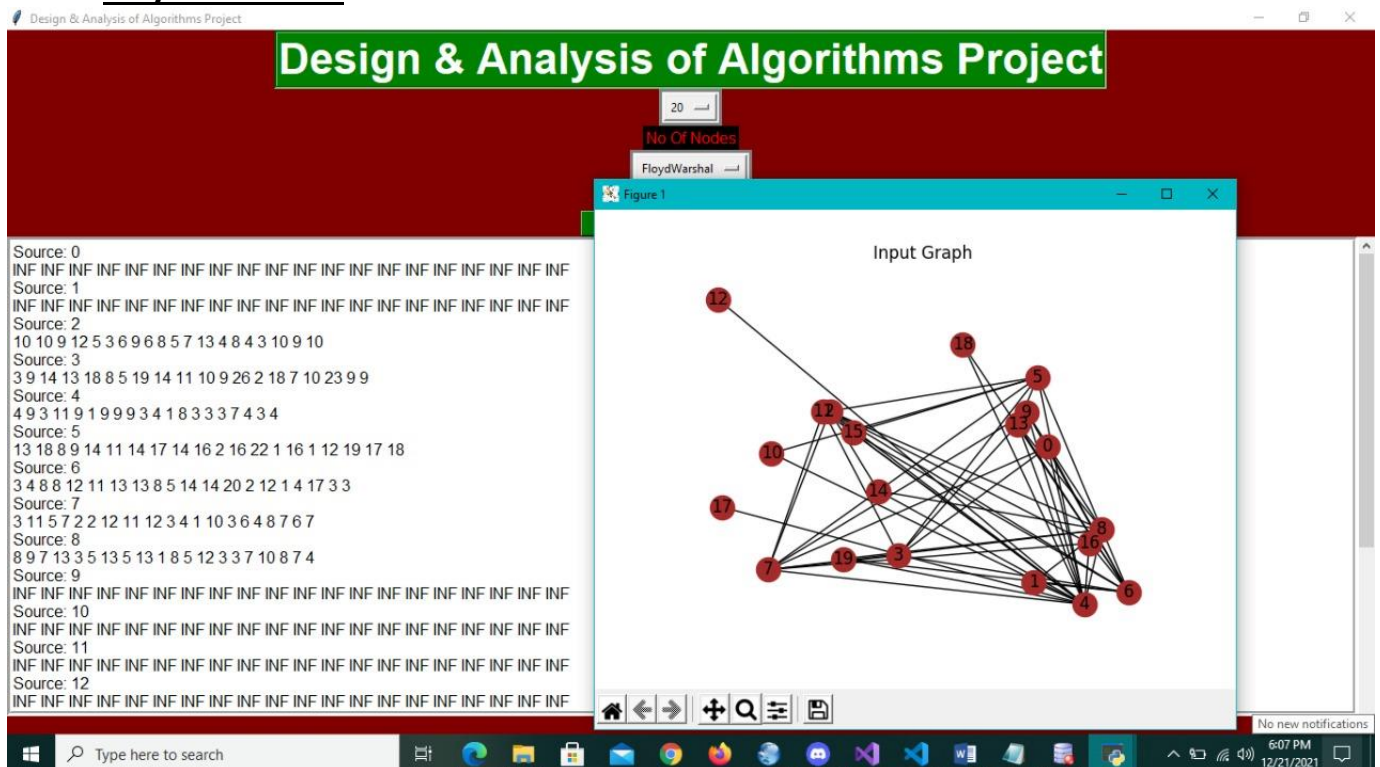 Design & Analysis of Algorithms Project
Design & Analysis of Algorithms Project
20
No Of Nodes
FloydWarshal
Figure 1
Input Graph
Source: 0
INF INF INF INF INF INF INF INF INF INF INF INF INF INF INF INF INF INF INF INF
Source: 1
INF INF INF INF INF INF INF INF INF INF INF INF INF INF INF INF INF INF INF INF
Source: 2
10 10 9 12 5 3 6 9 6 8 5 7 13 4 8 4 3 10 9 10
Source: 3
3 9 14 13 18 8 5 19 14 11 10 9 26 2 18 7 10 23 9 9
Source: 4
4 9 3 11 9 1 9 9 9 3 4 1 8 3 3 3 7 4 3 4
Source: 5
13 18 8 9 14 11 14 17 14 16 2 16 22 1 16 1 12 19 17 18
Source: 6
3 4 8 8 12 11 13 13 8 5 14 14 20 2 12 1 4 17 3 3
Source: 7
3 11 5 7 2 2 12 11 12 3 4 1 10 3 6 4 8 7 6 7
Source: 8
8 9 7 13 3 5 13 5 13 1 8 5 12 3 3 7 10 8 7 4
Source: 9
INF INF INF INF INF INF INF INF INF INF INF INF INF INF INF INF INF INF INF INF
Source: 10
INF INF INF INF INF INF INF INF INF INF INF INF INF INF INF INF INF INF INF INF
Source: 11
INF INF INF INF INF INF INF INF INF INF INF INF INF INF INF INF INF INF INF INF
Source: 12
INF INF INF INF INF INF INF INF INF INF INF INF INF INF INF INF INF INF INF INF
12
18
5
9
13
15
0
10
14
17
8
16
3
19
7
1
6
4
No new notifications
Type here to search
6:07 PM
12/21/2021